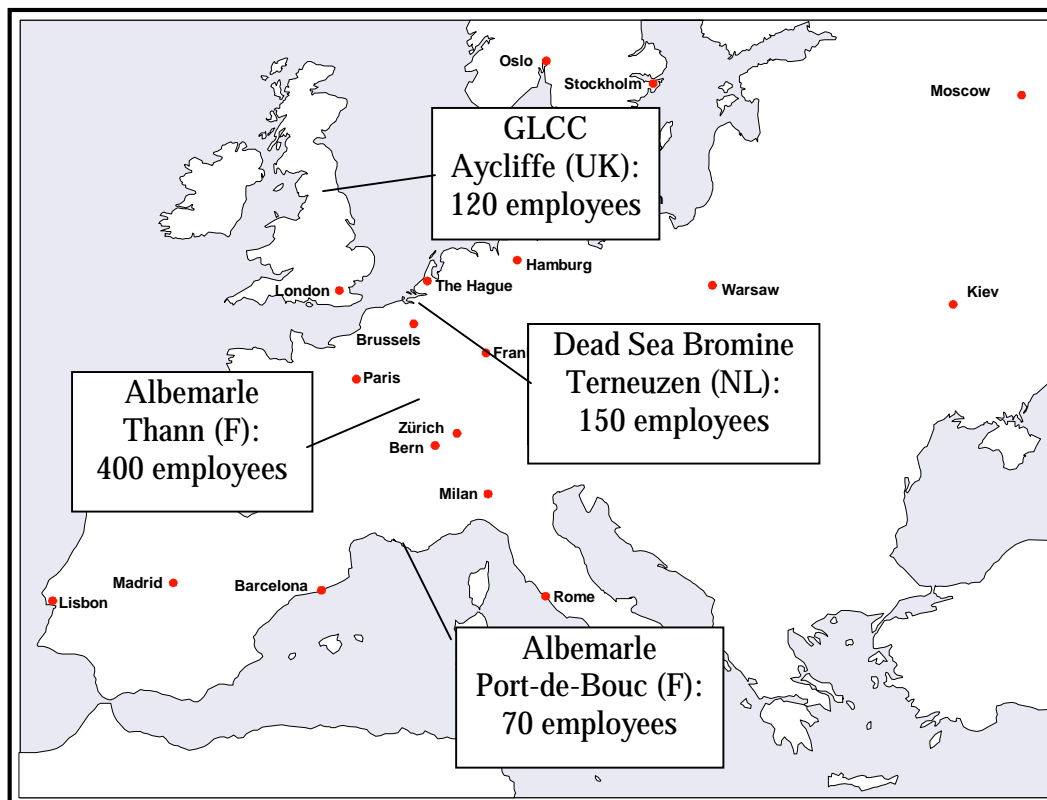 Oslo
Stockholm
Moscow
GLCC
Aycliffe (UK):
120 employees
Hamburg
The Hague
London
Warsaw
Kiev
Brussels
Dead Sea Bromine
Terneuzen (NL):
150 employees
Paris
Albemarle
Thann (F):
400 employees
Zürich
Bern
Milan
Madrid
Barcelona
Lisbon
Rome
Albemarle
Port-de-Bouc (F):
70 employees